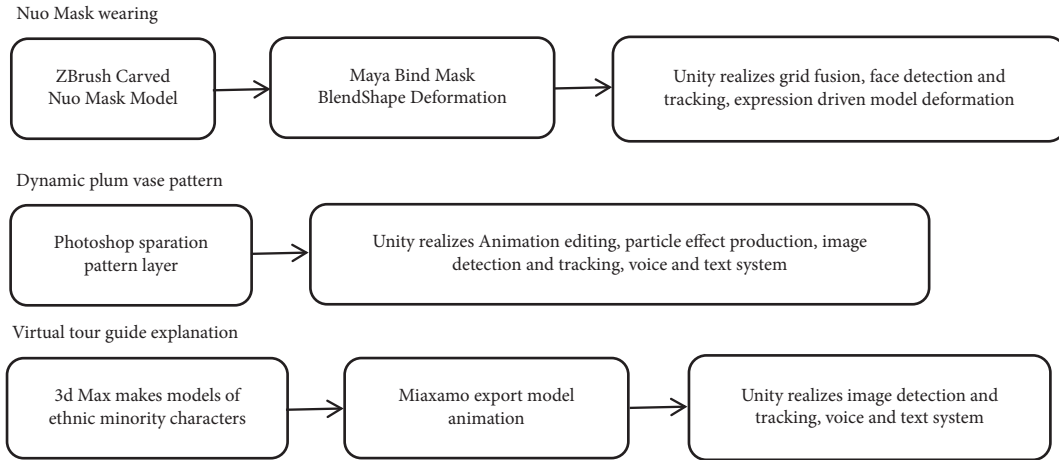 Nuo Mask wearing
ZBrush Carved
Nuo Mask Model
Maya Bind Mask
BlendShape Deformation
Unity realizes grid fusion, face detection and
tracking, expression driven model deformation
Dynamic plum vase pattern
Photoshop sparation
pattern layer
Unity realizes Animation editing, particle effect production, image
detection and tracking, voice and text system
Virtual tour guide explanation
3d Max makes models of
ethnic minority characters
Miaxamo export model
animation
Unity realizes image detection and
tracking, voice and text system